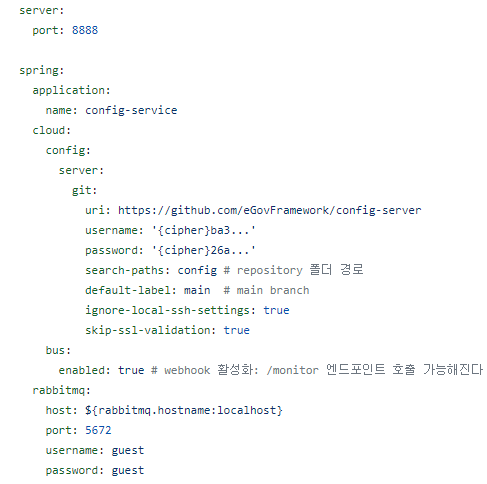 server:
  port: 8888

spring:
  application:
    name: config-service
  cloud:
    config:
      server:
        git:
          uri: https://github.com/eGovFramework/config-server
          username: '{cipher}ba3...'
          password: '{cipher}26a...'
          search-paths: config # repository 폴더 경로
          default-label: main  # main branch
          ignore-local-ssh-settings: true
          skip-ssl-validation: true
    bus:
      enabled: true # webhook 활성화: /monitor 엔드포인트 호출 가능해진다
  rabbitmq:
    host: ${rabbitmq.hostname:localhost}
    port: 5672
    username: guest
    password: guest